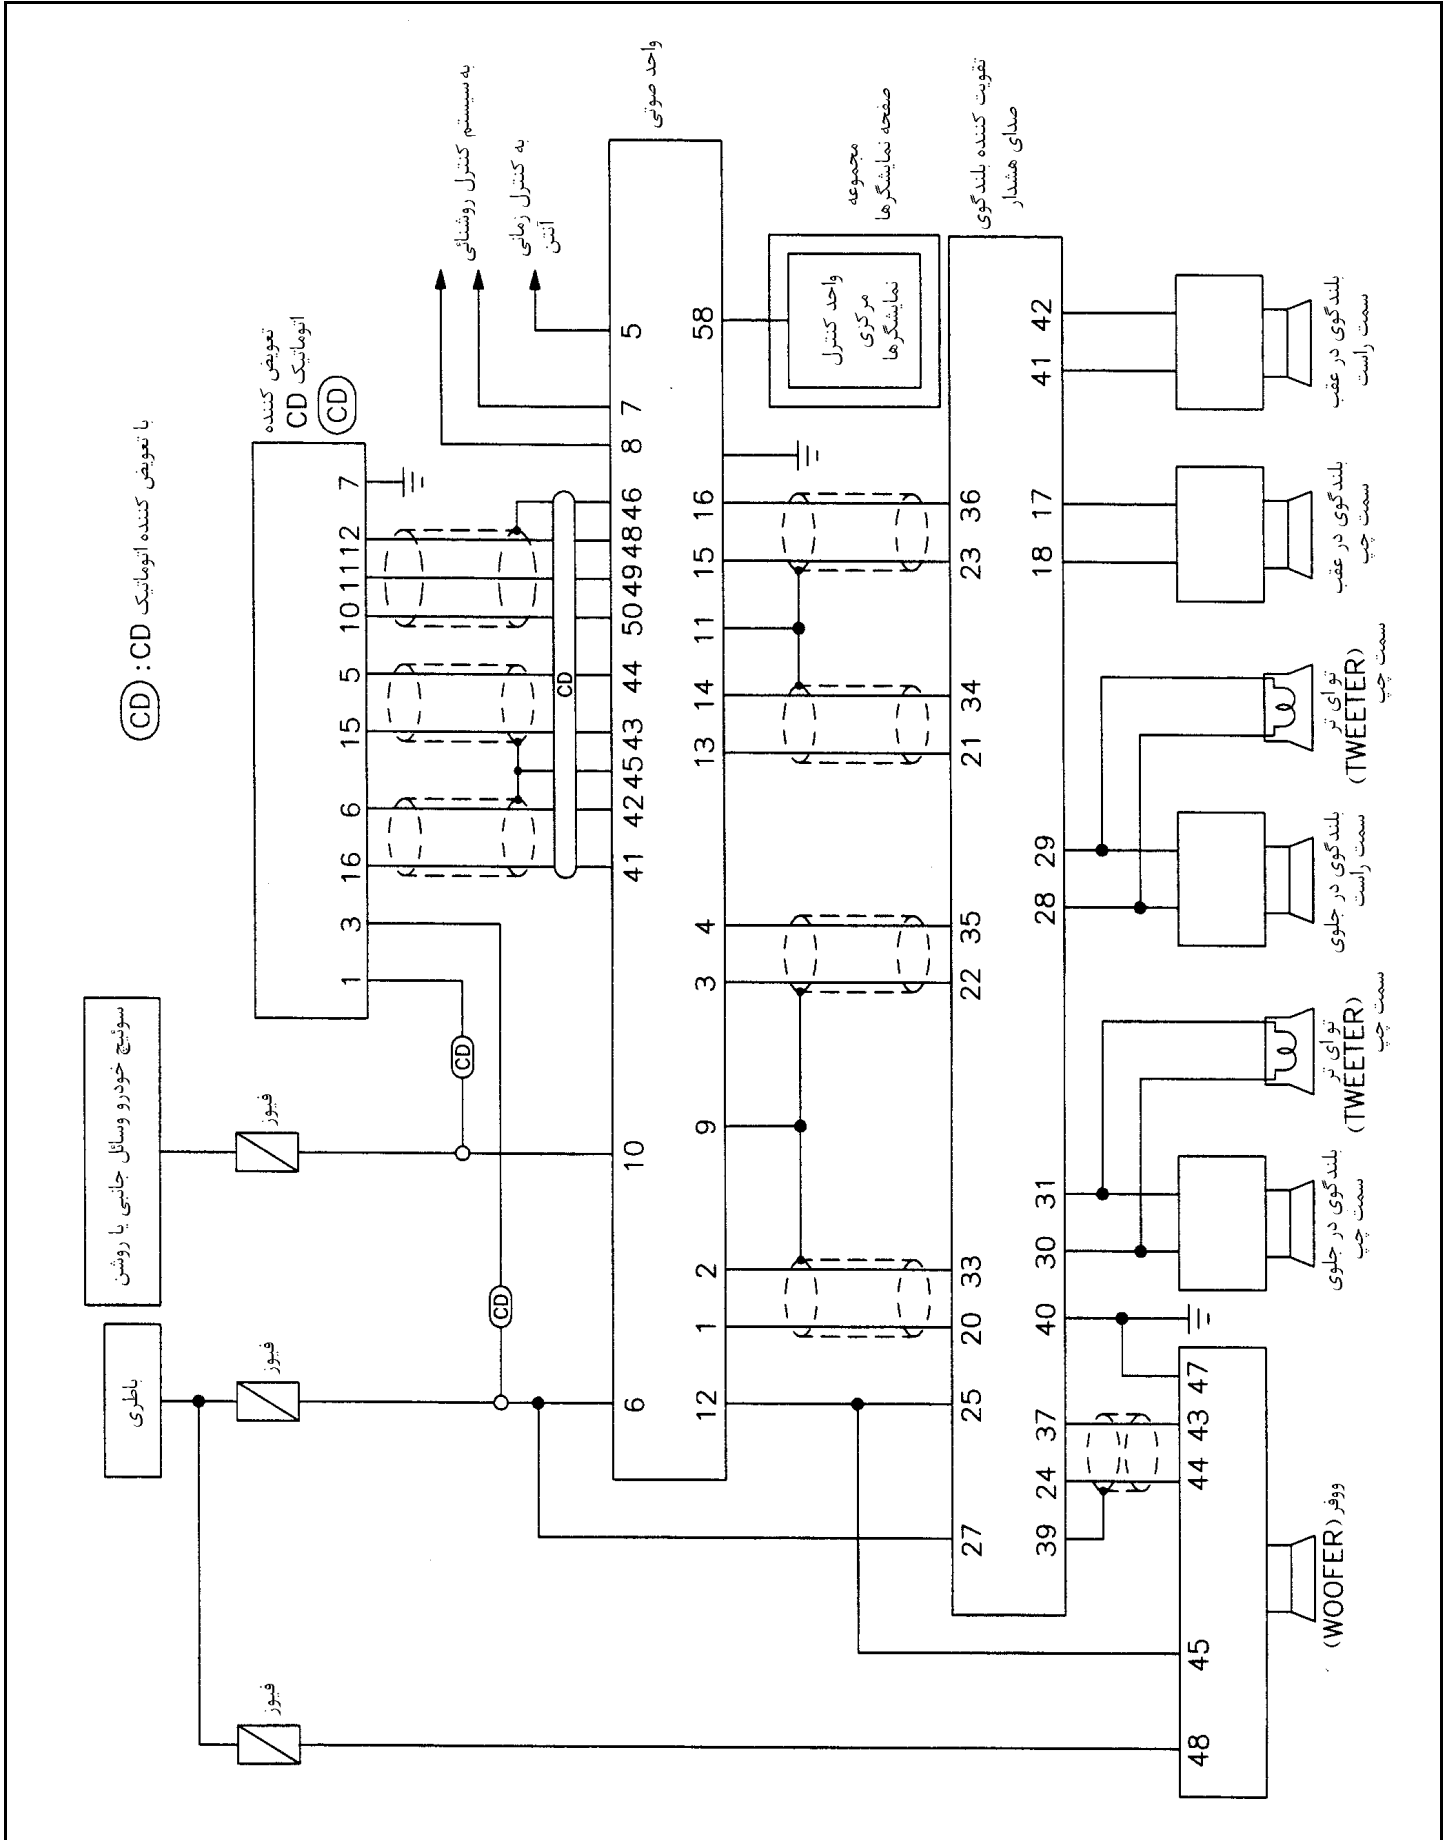 باطری
سوئیچ خودرو وسائل جانبی یا روشن
(CD) : CD با تعویض کننده اتوماتیک
فیوز
فیوز
فیوز
تعویض کننده
اتوماتیک CD
CD
1 3 16 6 15 5 10 11 12 7
CD
CD
CD
به سیستم کنترل روشنائی
به کنترل زمانی
آنتن
واحد صوتی
6 10 41 42 45 43 44 50 49 48 46 8 7 5
12 1 2 9 3 4 13 14 11 15 16 58
مجموعه
صفحه نمایشگرها
واحد کنترل
مرکزی
نمایشگرها
تقویت کننده بلندگوی
صدای هشدار
27 25 20 33 22 35 21 34 23 36
39 24 37 40 30 31 28 29 18 17 41 42
48 45 44 43 47
ووفر (WOOFER)
بلندگوی در جلوی
سمت چپ
توای تر
(TWEETER)
سمت چپ
بلندگوی در جلوی
سمت راست
توای تر
(TWEETER)
سمت چپ
بلندگوی در عقب
سمت چپ
بلندگوی در عقب
سمت راست